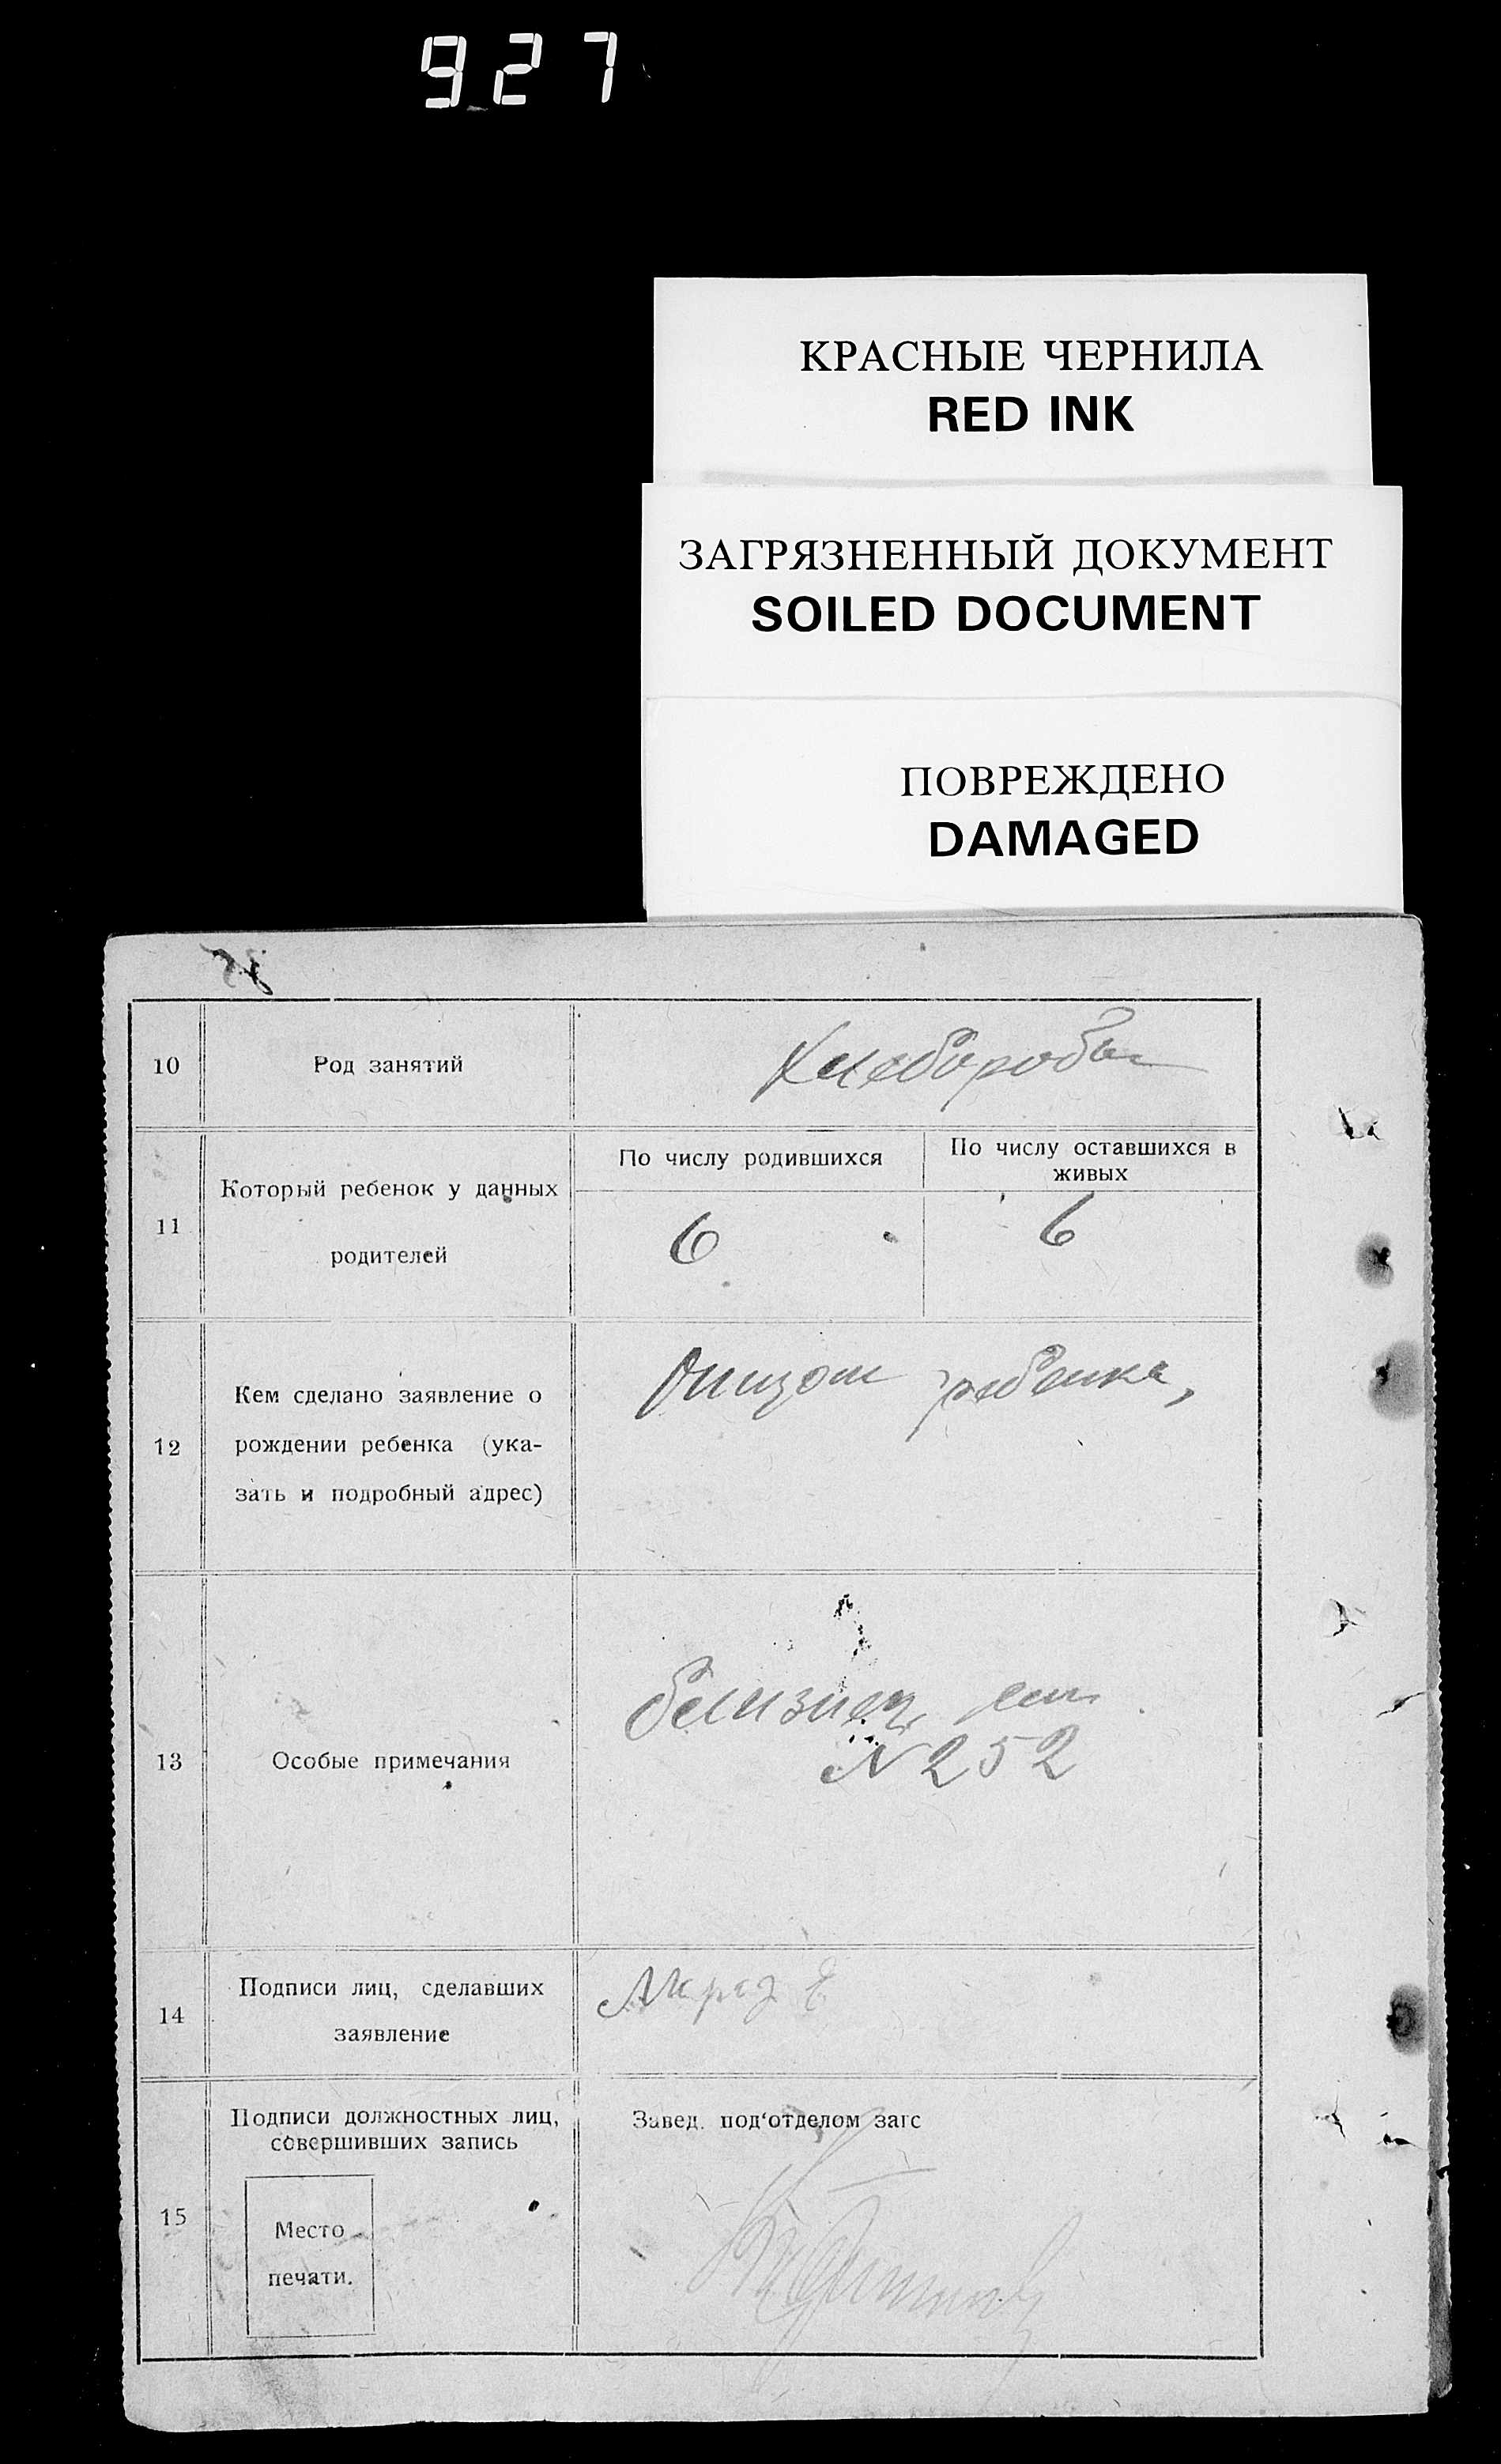 927
КРАСНЫЕ ЧЕРНИЛА
RED INK
ЗАГРЯЗНЕННЫЙ ДОКУМЕНТ
SOILED DOCUMENT
ПОВРЕЖДЕНО
DAMAGED
10 Род занятий Хлеборобы
11 Который ребенок у данных родителей
По числу родившихся
По числу оставшихся в
живых
6 6
12 Кем сделано заявление о
рождении ребенка (ука-
зать и подробный адрес)
Отцом ребенка,
13 Особые примечания
близнец
N 252
14 Подписи лиц, сделавших
заявление
15 Подписи должностных лиц,
совершивших запись
Место
печати.
Завед. под‘отделом загс